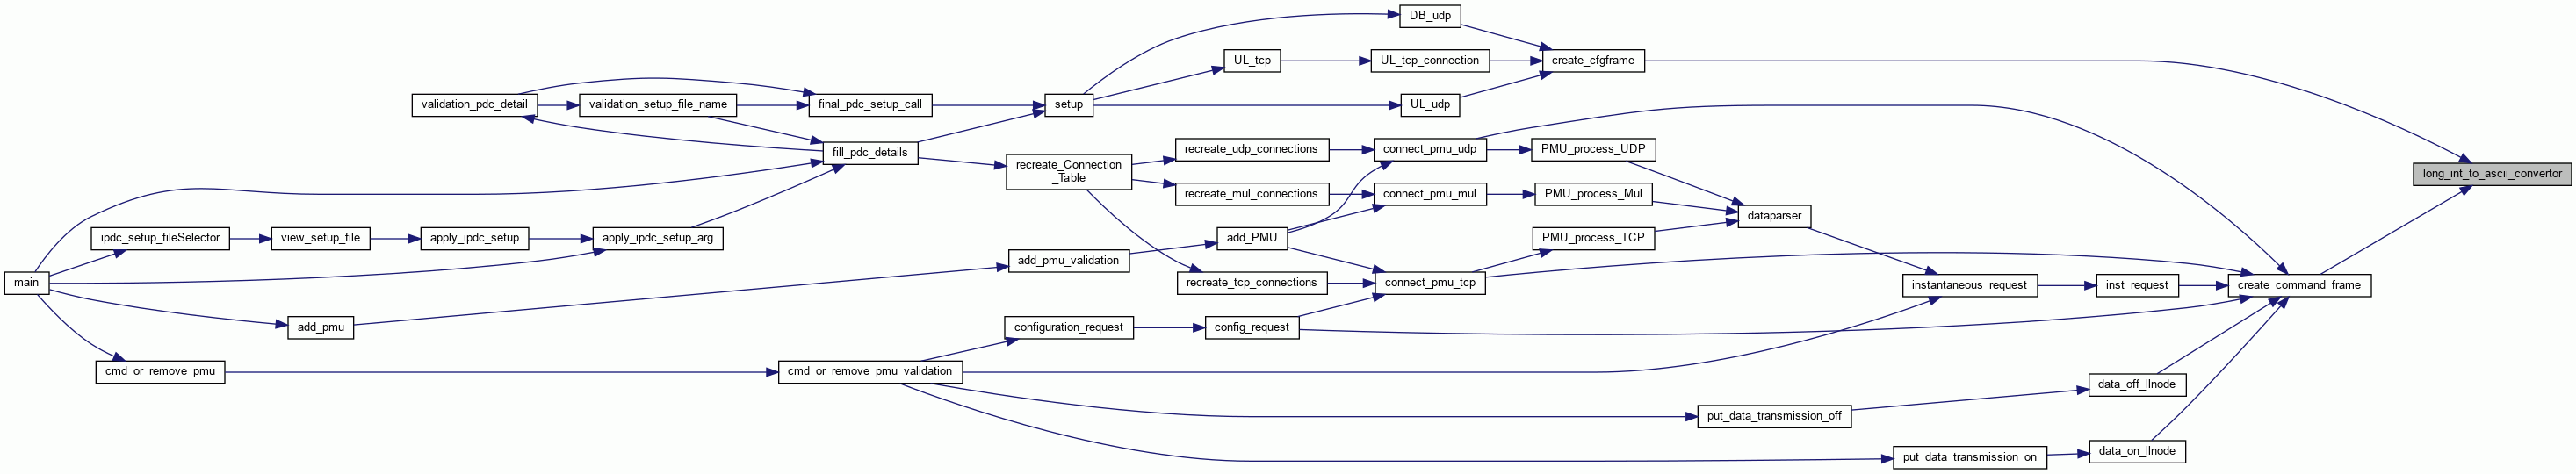 DB_udp
UL_tcp
UL_tcp_connection
create_cfgframe
validation_pdc_detail
validation_setup_file_name
final_pdc_setup_call
setup
UL_udp
fill_pdc_details
recreate_Connection
_Table
recreate_udp_connections
connect_pmu_udp
PMU_process_UDP
long_int_to_ascii_convertor
recreate_mul_connections
connect_pmu_mul
PMU_process_Mul
dataparser
ipdc_setup_fileSelector
view_setup_file
apply_ipdc_setup
apply_ipdc_setup_arg
add_PMU
PMU_process_TCP
add_pmu_validation
main
recreate_tcp_connections
connect_pmu_tcp
instantaneous_request
inst_request
create_command_frame
add_pmu
configuration_request
config_request
cmd_or_remove_pmu
cmd_or_remove_pmu_validation
data_off_llnode
put_data_transmission_off
data_on_llnode
put_data_transmission_on